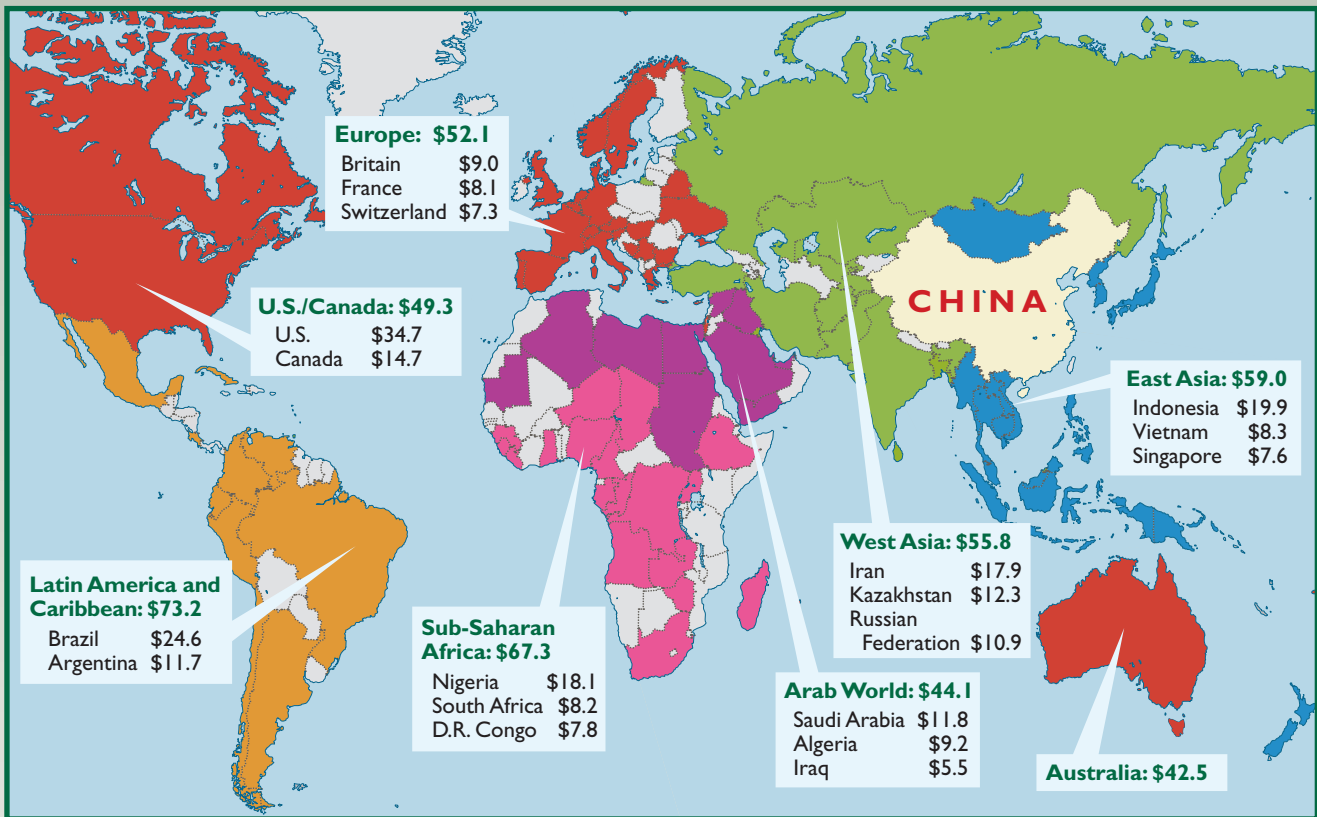 Europe: $52.1
Britain $9.0
France $8.1
Switzerland $7.3
U.S./Canada: $49.3
U.S. $34.7
Canada $14.7
CHINA
East Asia: $59.0
Indonesia $19.9
Vietnam $8.3
Singapore $7.6
West Asia: $55.8
Iran $17.9
Kazakhstan $12.3
Russian
Federation $10.9
Latin America and
Caribbean: $73.2
Brazil $24.6
Argentina $11.7
Sub-Saharan
Africa: $67.3
Nigeria $18.1
South Africa $8.2
D.R. Congo $7.8
Arab World: $44.1
Saudi Arabia $11.8
Algeria $9.2
Iraq $5.5
Australia: $42.5